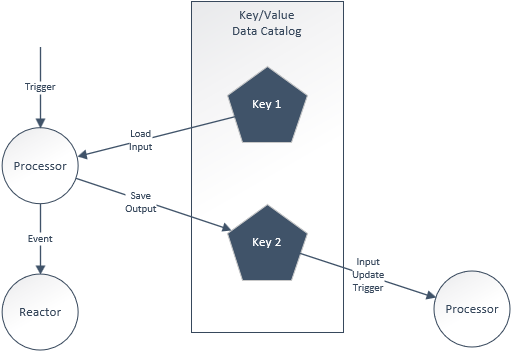 Key/Value
Data Catalog
Trigger
Key 1
Load
Input
Processor
Save
Output
Event
Key 2
Input
Update
Trigger
Reactor
Processor